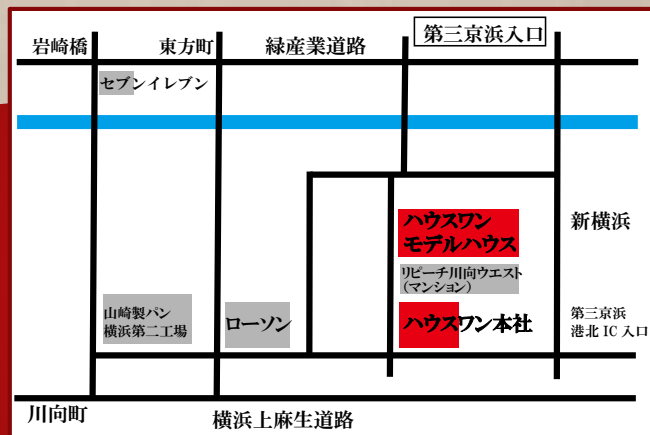 岩崎橋
東方町
緑産業道路
第三京浜入口
セブンイレブン
ハウスワン
モデルハウス
新横浜
リピーチ川向ウエスト
(マンション)
山崎製パン
横浜第二工場
ローソン
ハウスワン本社
第三京浜
港北 IC 入口
川向町
横浜上麻生道路